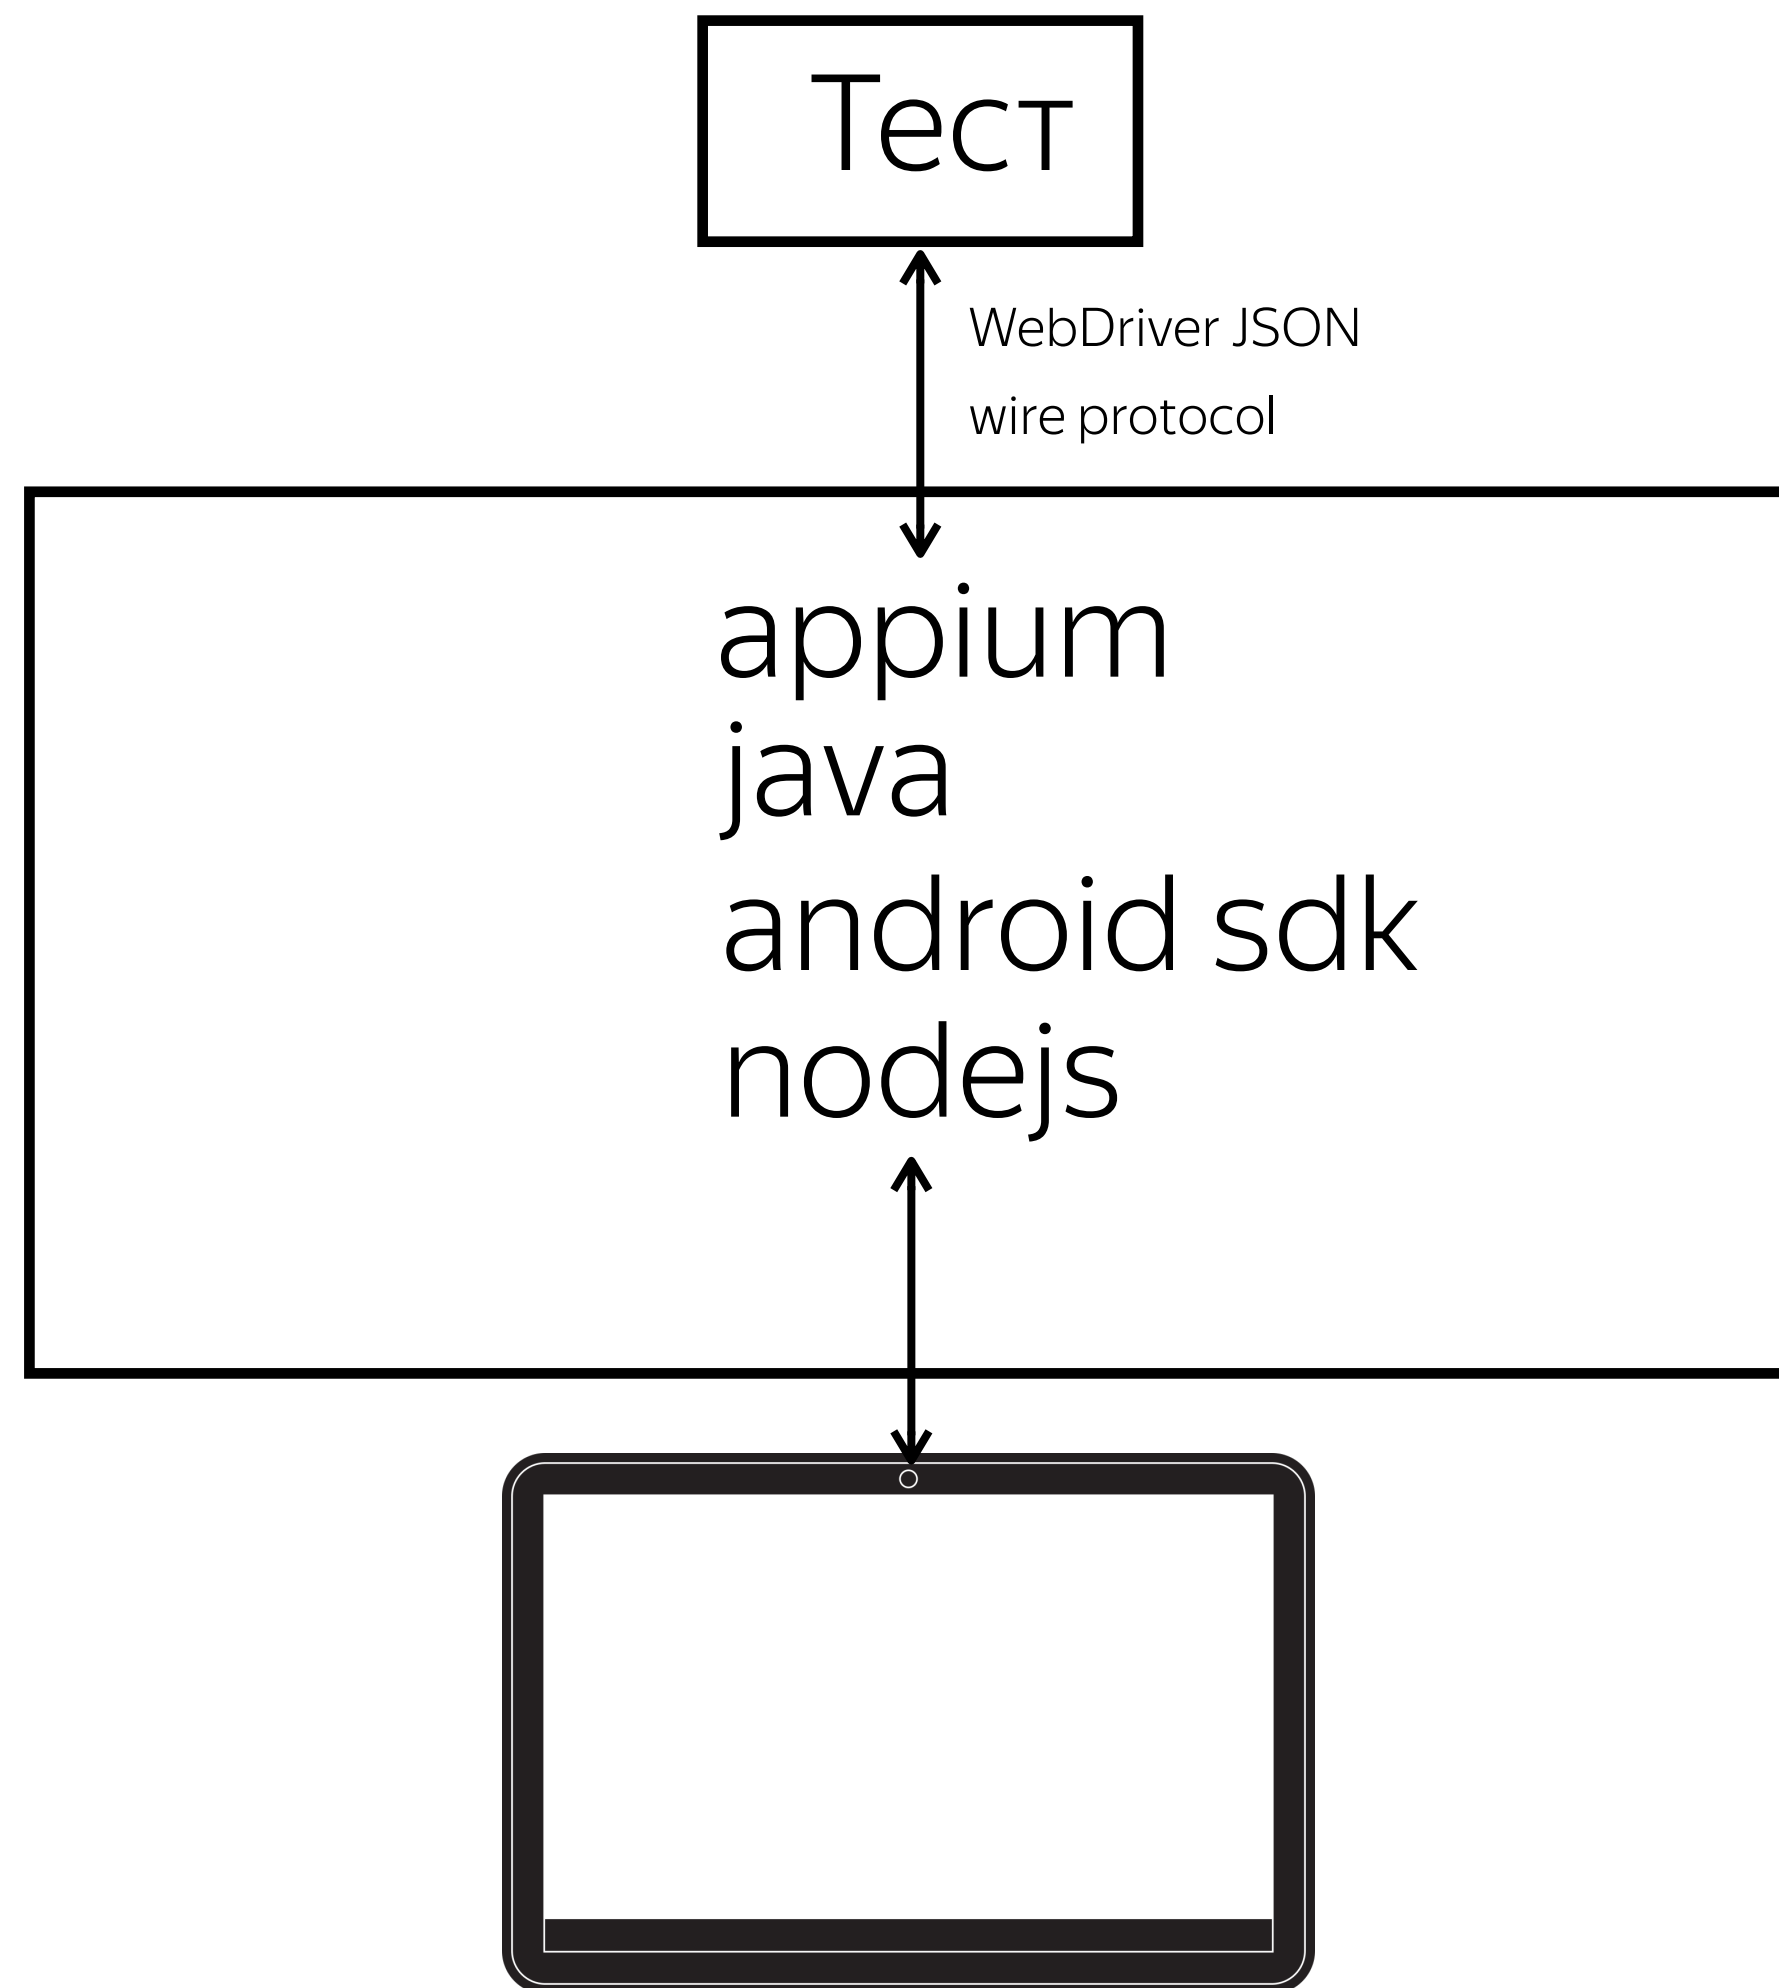 Тест
WebDriver JSON
wire protocol
appium
java
android sdk
nodejs